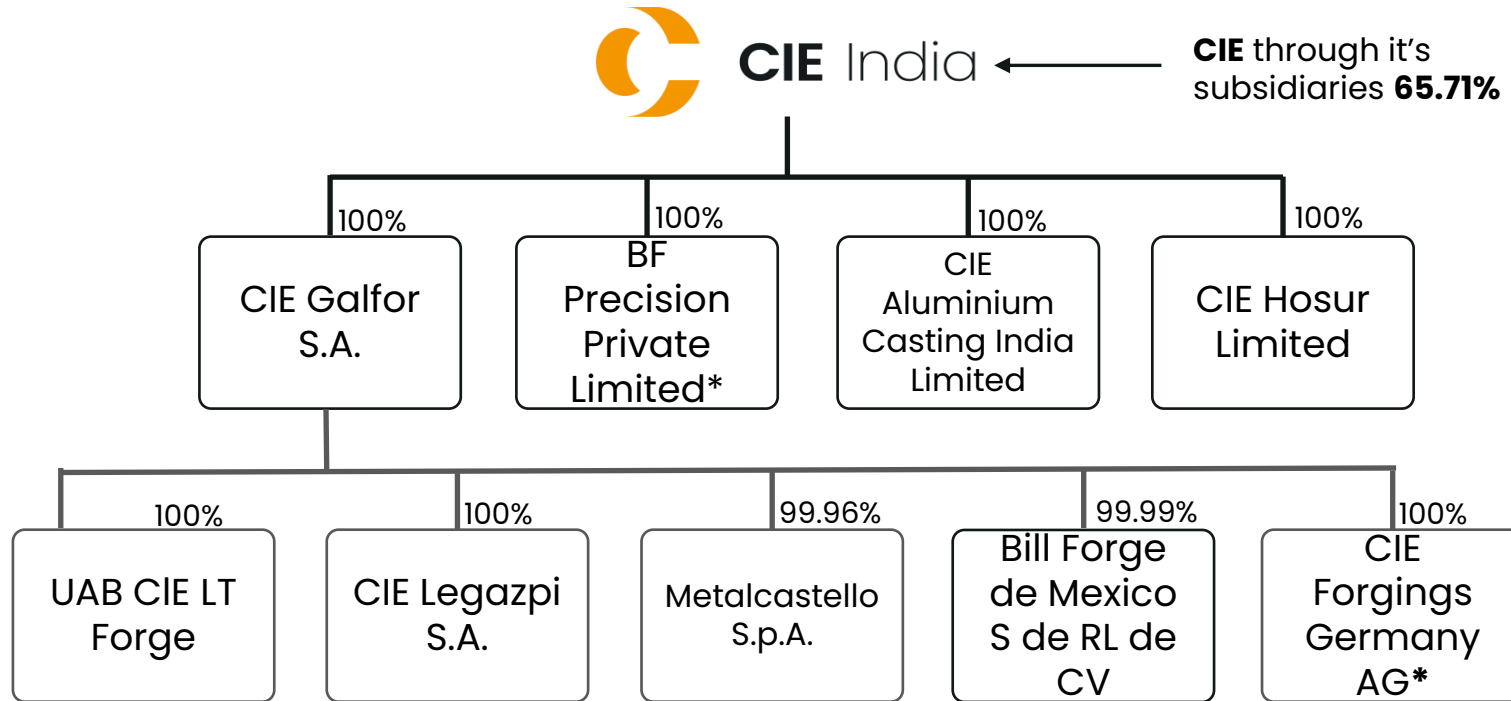 CIE India
CIE through it's
subsidiaries 65.71%
100%
100%
100%
100%
CIE Galfor
S.A.
BF
Precision
Private
Limited*
CIE
Aluminium
Casting India
Limited
CIE Hosur
Limited
100%
100%
99.96%
99.99%
100%
UAB CIE LT
Forge
CIE Legazpi
S.A.
Metalcastello
S.p.A.
Bill Forge
de Mexico
S de RL de
CV
CIE
Forgings
Germany
AG*